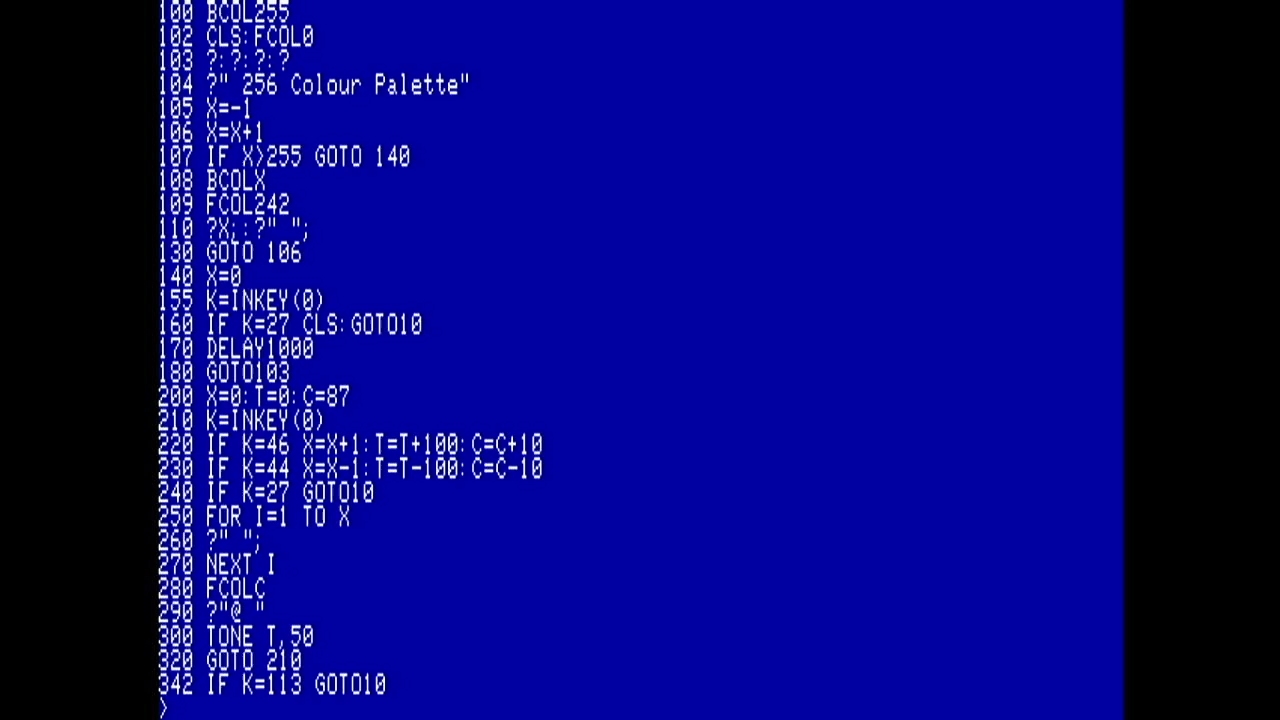 100 BCOL255
102 CLS:FCOL0
103 ?:?:?:?
104 ?" 256 Colour Palette"
105 X=-1
106 X=X+1
107 IF X>255 GOTO 140
108 BCOLX
109 FCOL242
110 ?X;:?" ";
130 GOTO 106
140 X=0
155 K=INKEY(0)
160 IF K=27 CLS:GOTO10
170 DELAY1000
180 GOTO103
200 X=0:T=0:C=87
210 K=INKEY(0)
220 IF K=46 X=X+1:T=T+100:C=C+10
230 IF K=44 X=X-1:T=T-100:C=C-10
240 IF K=27 GOTO10
250 FOR I=1 TO X
260 ?" ";
270 NEXT I
280 FCOLC
290 ?"@ "
300 TONE T,50
320 GOTO 210
342 IF K=113 GOTO10
>